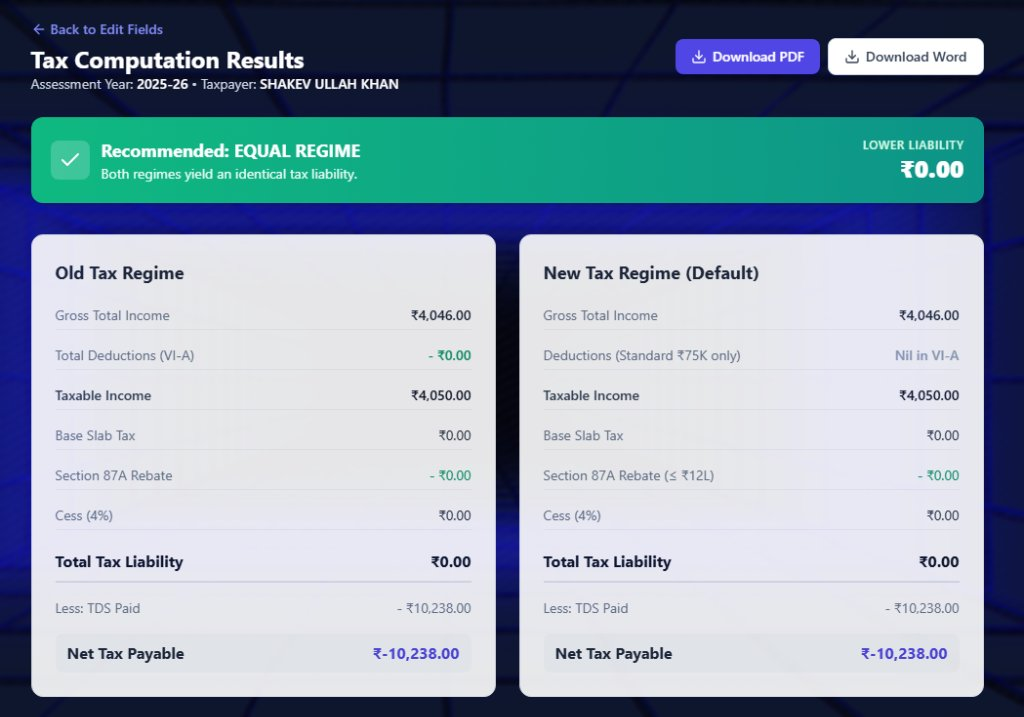 ← Back to Edit Fields
Tax Computation Results
Assessment Year: 2025-26 • Taxpayer: SHAKEV ULLAH KHAN
Download PDF
Download Word
Recommended: EQUAL REGIME
Both regimes yield an identical tax liability.
LOWER LIABILITY
₹0.00
Old Tax Regime
Gross Total Income ₹4,046.00
Total Deductions (VI-A) - ₹0.00
Taxable Income ₹4,050.00
Base Slab Tax ₹0.00
Section 87A Rebate - ₹0.00
Cess (4%) ₹0.00
Total Tax Liability ₹0.00
Less: TDS Paid - ₹10,238.00
Net Tax Payable ₹-10,238.00
New Tax Regime (Default)
Gross Total Income ₹4,046.00
Deductions (Standard ₹75K only) Nil in VI-A
Taxable Income ₹4,050.00
Base Slab Tax ₹0.00
Section 87A Rebate (≤ ₹12L) - ₹0.00
Cess (4%) ₹0.00
Total Tax Liability ₹0.00
Less: TDS Paid - ₹10,238.00
Net Tax Payable ₹-10,238.00